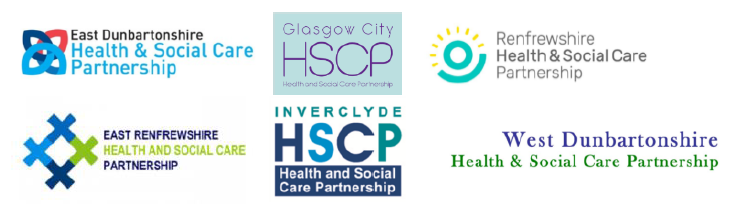 East Dunbartonshire
Health & Social Care
Partnership
Glasgow City
HSCP
Health and Social Care Partnership
Renfrewshire
Health & Social Care
Partnership
EAST RENFREWSHIRE
HEALTH AND SOCIAL CARE
PARTNERSHIP
INVERCLYDE
HSCP
Health and Social
Care Partnership
West Dunbartonshire
Health & Social Care Partnership